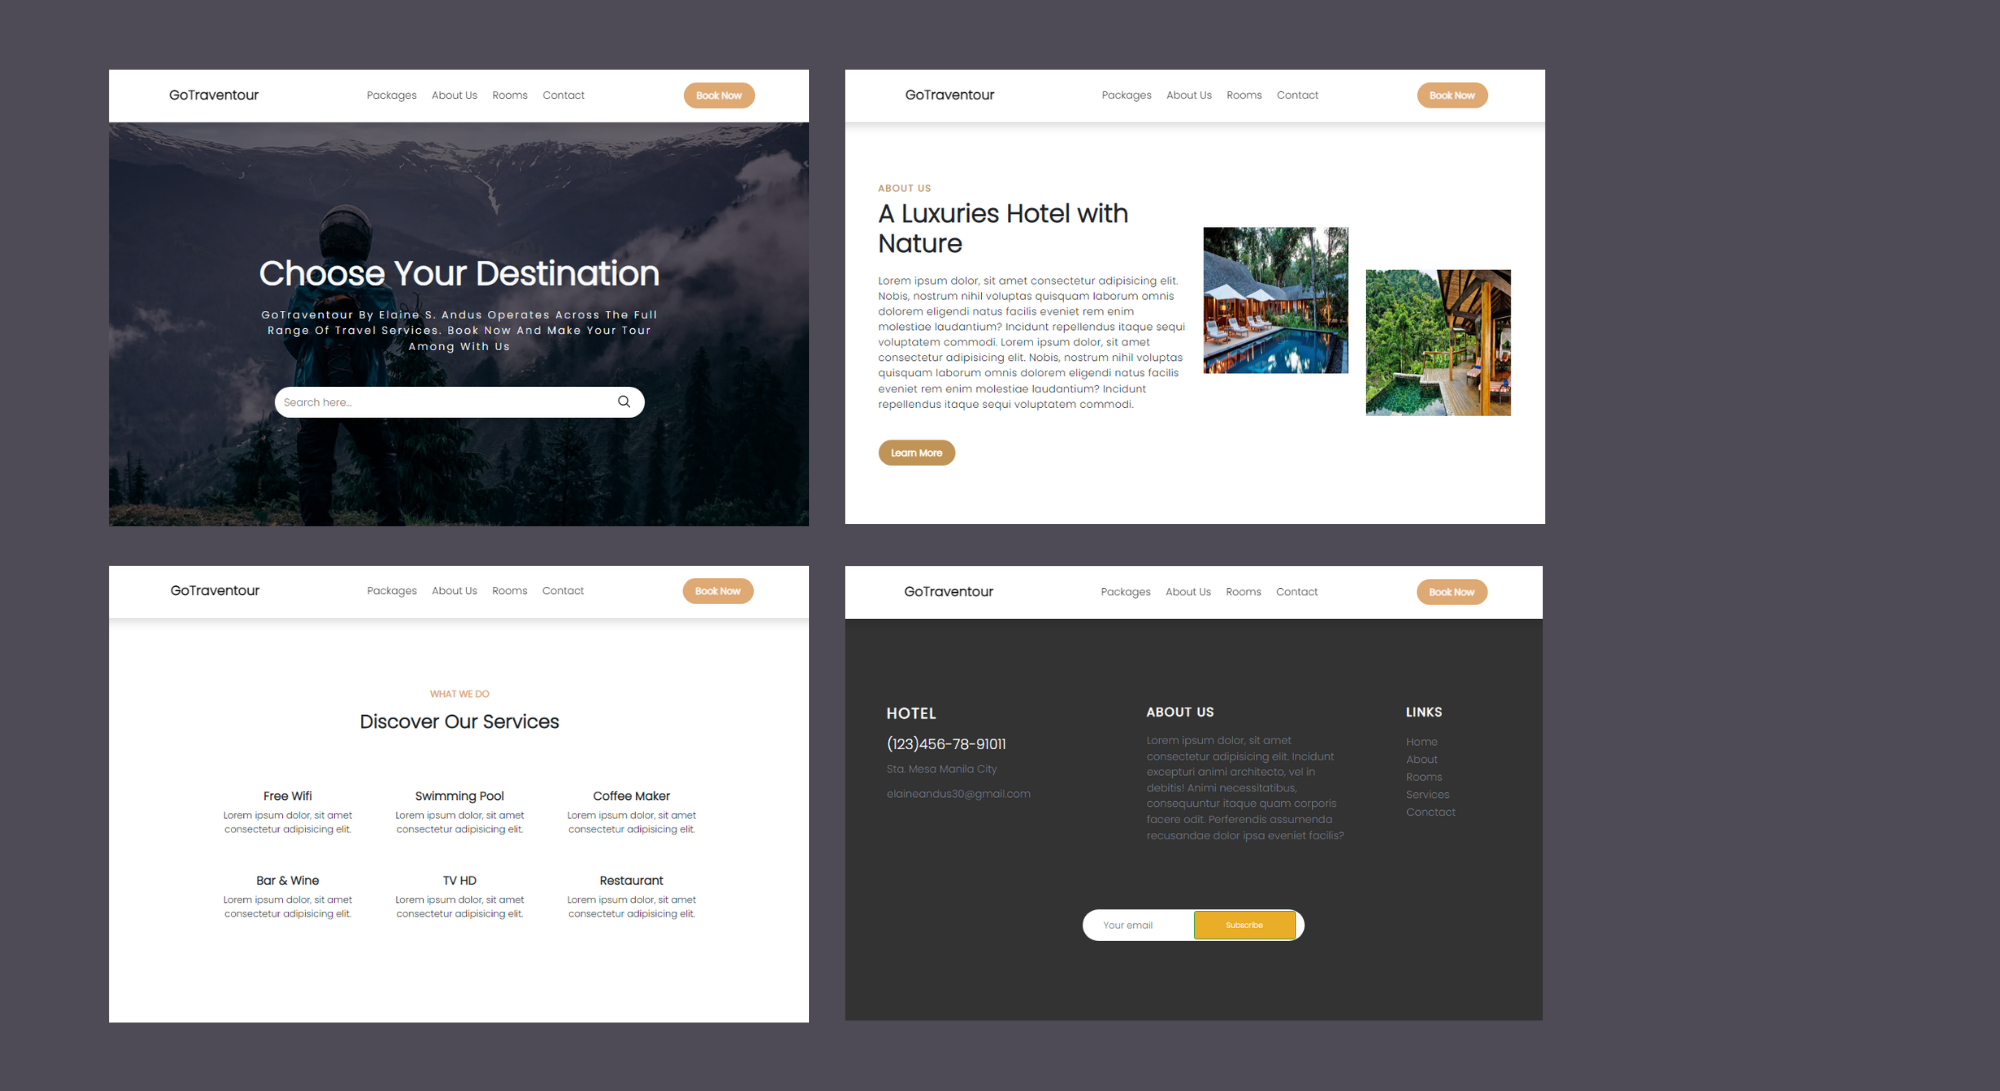 GoTraventour
Packages About Us Rooms Contact
Book Now
Choose Your Destination
GoTraventour By Elaine S. Andus Operates Across The Full
Range Of Travel Services. Book Now And Make Your Tour
Among With Us
Search here...
GoTraventour
Packages About Us Rooms Contact
Book Now
ABOUT US
A Luxuries Hotel with
Nature
Lorem ipsum dolor, sit amet consectetur adipisicing elit.
Nobis, nostrum nihil voluptas quisquam laborum omnis
dolorem eligendi natus facilis eveniet rem enim
molestiae laudantium? Incidunt repellendus itaque sequi
voluptatem commodi. Lorem ipsum dolor, sit amet
consectetur adipisicing elit. Nobis, nostrum nihil voluptas
quisquam laborum omnis dolorem eligendi natus facilis
eveniet rem enim molestiae laudantium? Incidunt
repellendus itaque sequi voluptatem commodi.
Learn More
GoTraventour
Packages About Us Rooms Contact
Book Now
WHAT WE DO
Discover Our Services
Free Wifi
Lorem ipsum dolor, sit amet
consectetur adipisicing elit.
Swimming Pool
Lorem ipsum dolor, sit amet
consectetur adipisicing elit.
Coffee Maker
Lorem ipsum dolor, sit amet
consectetur adipisicing elit.
Bar & Wine
Lorem ipsum dolor, sit amet
consectetur adipisicing elit.
TV HD
Lorem ipsum dolor, sit amet
consectetur adipisicing elit.
Restaurant
Lorem ipsum dolor, sit amet
consectetur adipisicing elit.
GoTraventour
Packages About Us Rooms Contact
Book Now
HOTEL
(123)456-78-91011
Sta. Mesa Manila City
elaineandus30@gmail.com
ABOUT US
Lorem ipsum dolor, sit amet
consectetur adipisicing elit. Incidunt
excepturi animi architecto, vel in
debitis! Animi necessitatibus,
consequuntur itaque quam corporis
facere odit. Perferendis assumenda
recusandae dolor ipsa eveniet facilis?
LINKS
Home
About
Rooms
Services
Conctact
Your email
Subscribe